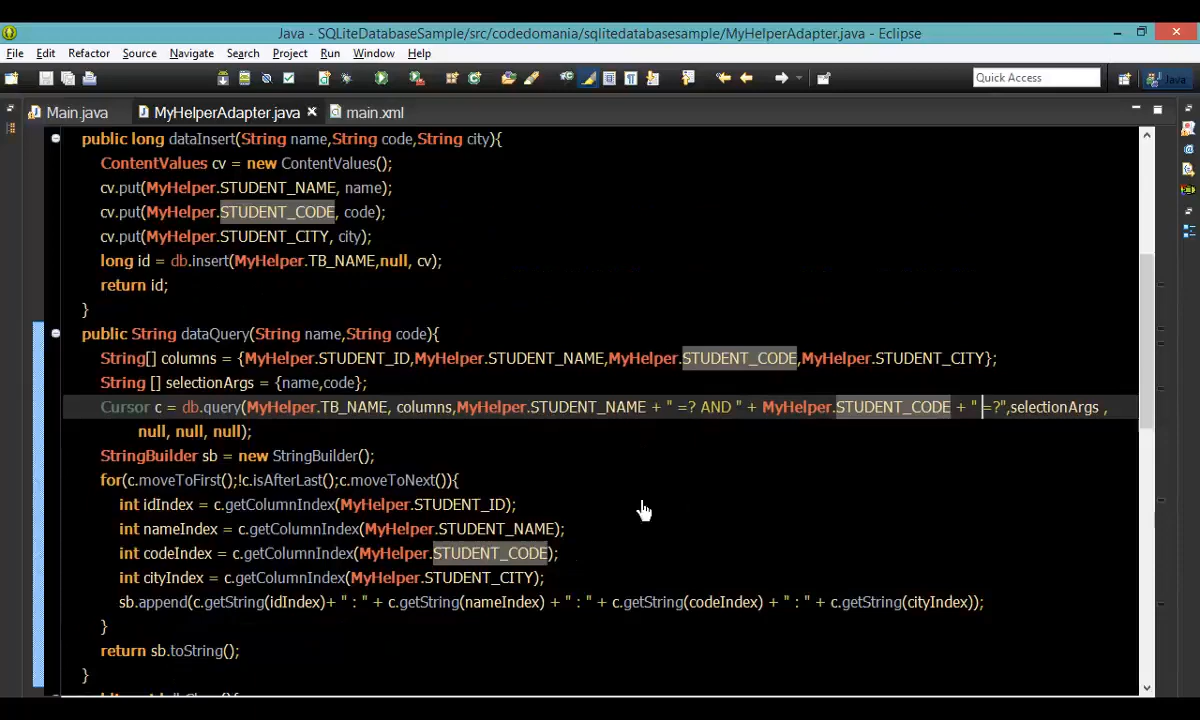 Java - SQLiteDatabaseSample/src/codedomania/sqlitedatabasesample/MyHelperAdapter.java - Eclipse
File Edit Refactor Source Navigate Search Project Run Window Help
Quick Access Java
Main.java MyHelperAdapter.java main.xml
public long dataInsert(String name,String code,String city){
ContentValues cv = new ContentValues();
cv.put(MyHelper.STUDENT_NAME, name);
cv.put(MyHelper.STUDENT_CODE, code);
cv.put(MyHelper.STUDENT_CITY, city);
long id = db.insert(MyHelper.TB_NAME,null, cv);
return id;
}
public String dataQuery(String name,String code){
String[] columns = {MyHelper.STUDENT_ID,MyHelper.STUDENT_NAME,MyHelper.STUDENT_CODE,MyHelper.STUDENT_CITY};
String [] selectionArgs = {name,code};
Cursor c = db.query(MyHelper.TB_NAME, columns,MyHelper.STUDENT_NAME + " =? AND " + MyHelper.STUDENT_CODE + " =?",selectionArgs ,
null, null, null);
StringBuilder sb = new StringBuilder();
for(c.moveToFirst();!c.isAfterLast();c.moveToNext()){
int idIndex = c.getColumnIndex(MyHelper.STUDENT_ID);
int nameIndex = c.getColumnIndex(MyHelper.STUDENT_NAME);
int codeIndex = c.getColumnIndex(MyHelper.STUDENT_CODE);
int cityIndex = c.getColumnIndex(MyHelper.STUDENT_CITY);
sb.append(c.getString(idIndex)+ " : " + c.getString(nameIndex) + " : " + c.getString(codeIndex) + " : " + c.getString(cityIndex));
}
return sb.toString();
}